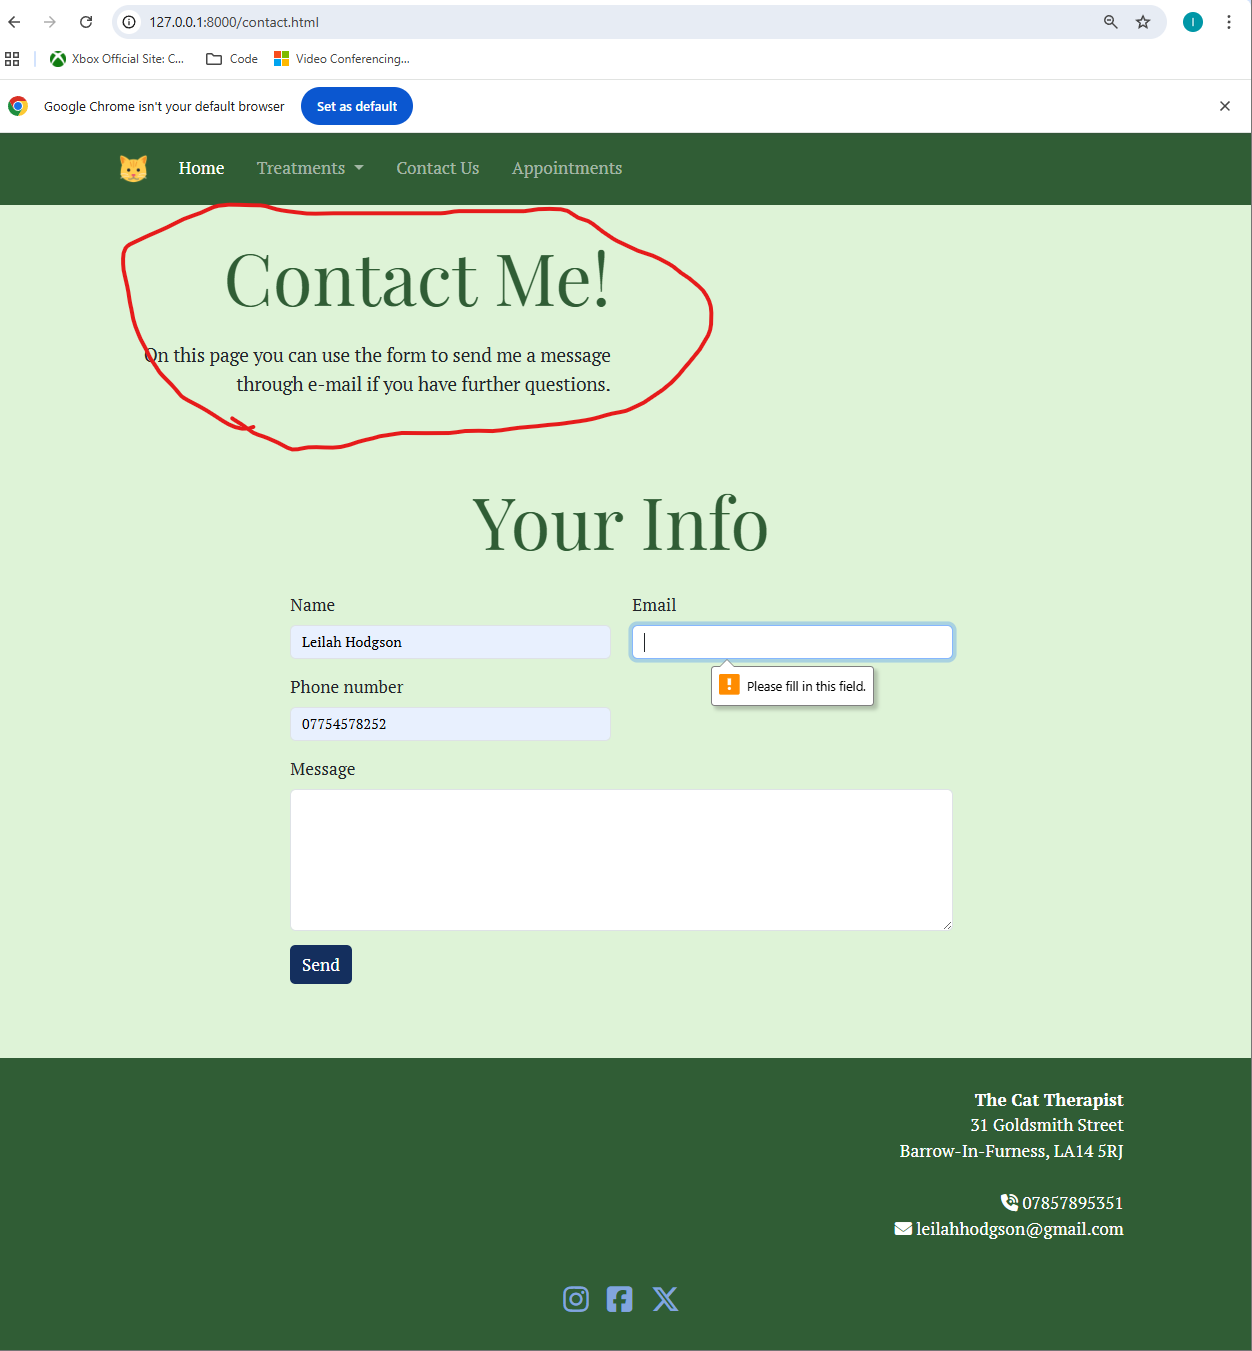 127.0.0.1:8000/contact.html
I
Xbox Official Site: C...
Code
Video Conferencing...
Google Chrome isn't your default browser
Set as default
Home
Treatments
Contact Us
Appointments
Contact Me!
On this page you can use the form to send me a message
through e-mail if you have further questions.
Your Info
Name
Email
Leilah Hodgson
Please fill in this field.
Phone number
07754578252
Message
Send
The Cat Therapist
31 Goldsmith Street
Barrow-In-Furness, LA14 5RJ
07857895351
leilahhodgson@gmail.com